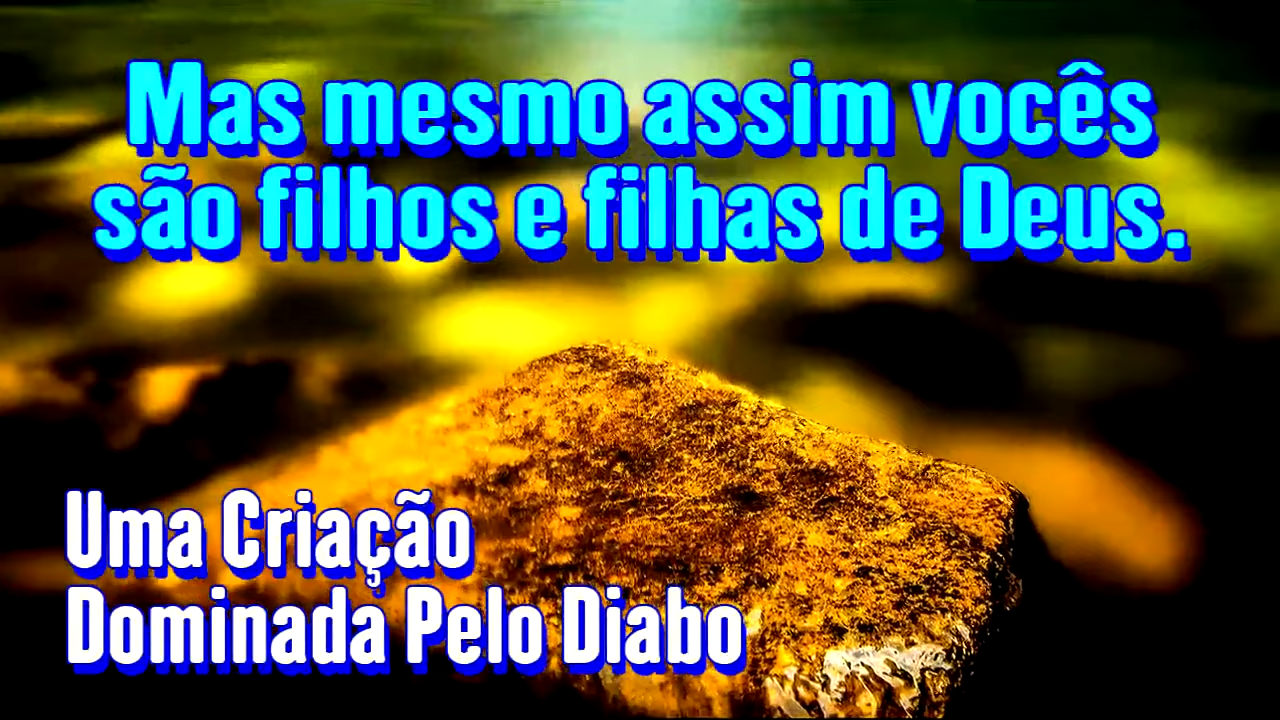 Mas mesmo assim vocês
são filhos e filhas de Deus.
Uma Criação
Dominada Pelo Diabo